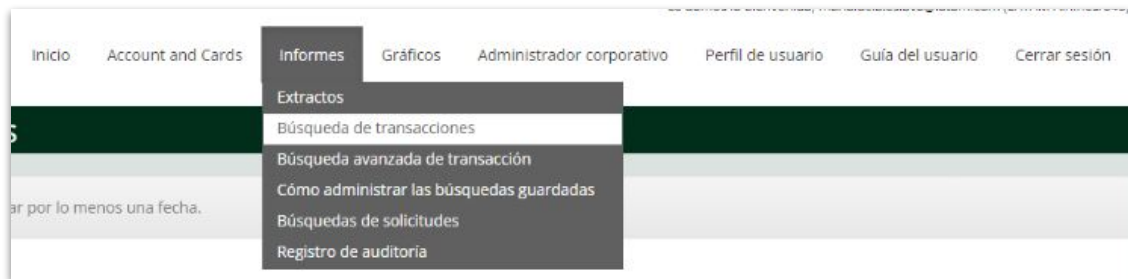 Inicio Account and Cards Informes Gráficos Administrador corporativo Perfil de usuario Guía del usuario Cerrar sesión
Extractos
s
Búsqueda de transacciones
Búsqueda avanzada de transacción
Cómo administrar las búsquedas guardadas
ar por lo menos una fecha.
Búsquedas de solicitudes
Registro de auditoría